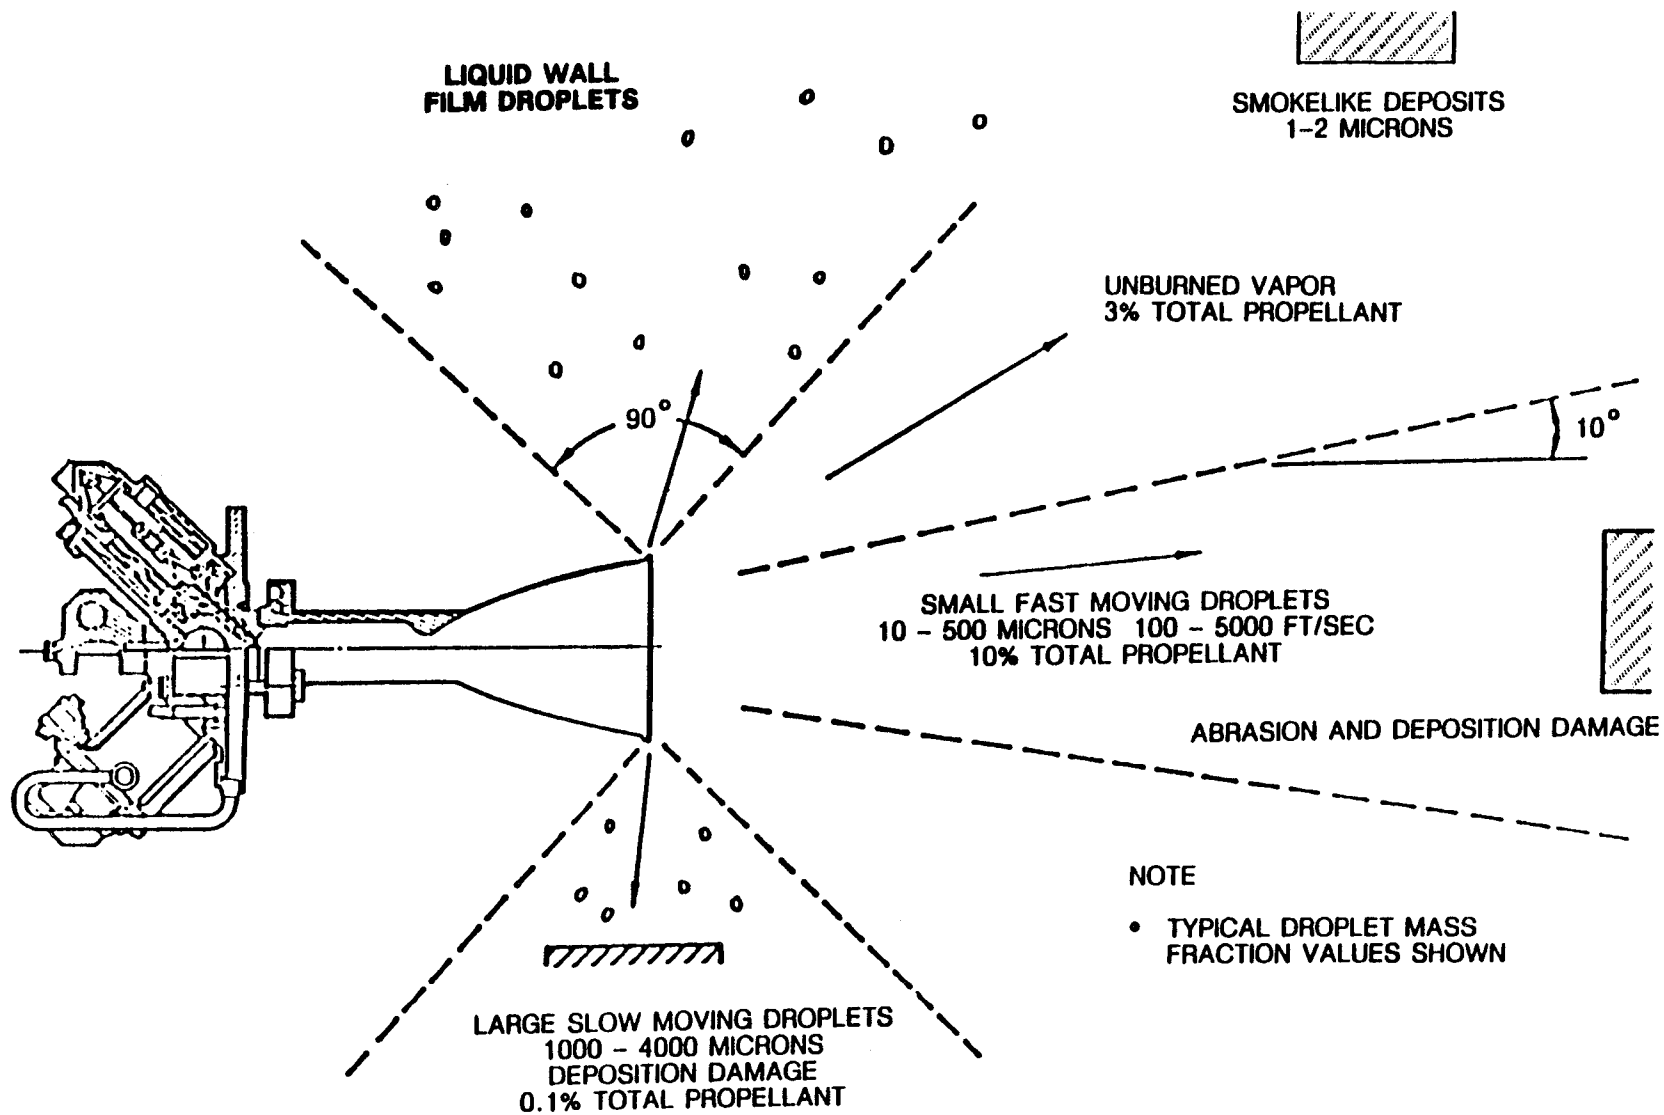 LIQUID WALL
FILM DROPLETS
SMOKELIKE DEPOSITS
1-2 MICRONS
UNBURNED VAPOR
3% TOTAL PROPELLANT
90°
10°
SMALL FAST MOVING DROPLETS
10 - 500 MICRONS 100 - 5000 FT/SEC
10% TOTAL PROPELLANT
ABRASION AND DEPOSITION DAMAGE
NOTE
• TYPICAL DROPLET MASS
FRACTION VALUES SHOWN
LARGE SLOW MOVING DROPLETS
1000 - 4000 MICRONS
DEPOSITION DAMAGE
0.1% TOTAL PROPELLANT